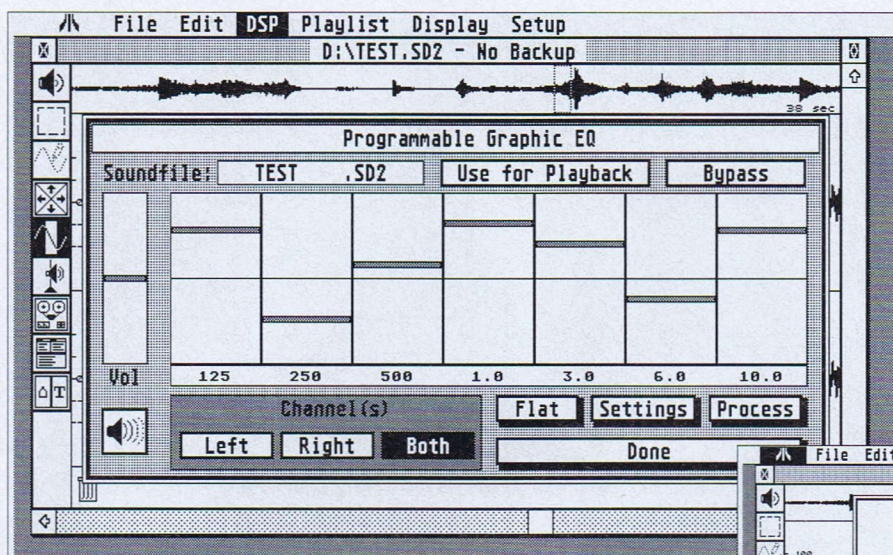 File Edit DSP Playlist Display Setup
D:\TEST.SD2 - No Backup
38 sec
Programmable Graphic EQ
Soundfile: TEST .SD2 Use for Playback Bypass
Vol 125 250 500 1.0 3.0 6.0 10.0
Channel(s)
Flat Settings Process
Left Right Both
Done
T
File Edit
100